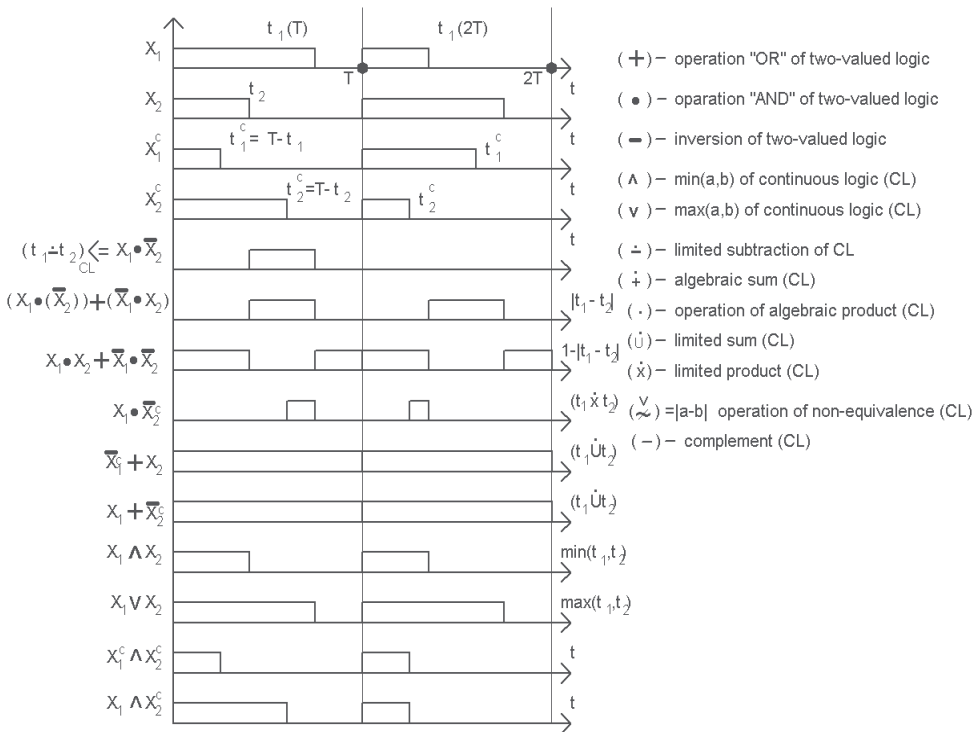 t₁(T) t₁(2T)
X₁
T 2T
t
X₂ t₂
t
X₁ᶜ t₁ᶜ = T-t₁ t₁ᶜ
t
X₂ᶜ t₂ᶜ=T-t₂ t₂ᶜ
t
(t₁∸t₂)CL <= X₁•X̅₂
(X₁•(X̅₂))+(X̅₁•X₂) |t₁-t₂|
X₁•X₂+X̅₁•X̅₂ 1-|t₁-t₂|
X₁•X̅₂ᶜ (t₁ẋt₂)
X̅₁ᶜ+X₂ (t₁U̇t₂)
X₁+X̅₂ᶜ (t₁U̇t₂)
X₁∧X₂ min(t₁,t₂)
X₁∨X₂ max(t₁,t₂)
X₁ᶜ∧X₂ᶜ t
X₁∧X₂ᶜ t
(+)– operation "OR" of two-valued logic
(•)– oparation "AND" of two-valued logic
(-)– inversion of two-valued logic
(∧)– min(a,b) of continuous logic (CL)
(∨)– max(a,b) of continuous logic (CL)
(∸)– limited subtraction of CL
(∔)– algebraic sum (CL)
(·)– operation of algebraic product (CL)
(U̇)– limited sum (CL)
(ẋ)– limited product (CL)
(∨̰)=|a-b| operation of non-equivalence (CL)
(–)– complement (CL)